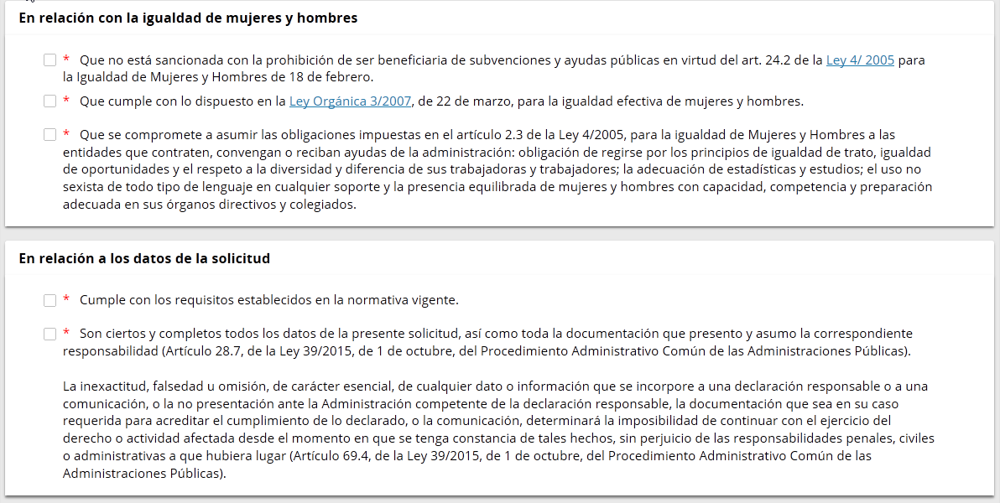 En relación con la igualdad de mujeres y hombres
* Que no está sancionada con la prohibición de ser beneficiaria de subvenciones y ayudas públicas en virtud del art. 24.2 de la Ley 4/ 2005 para
la Igualdad de Mujeres y Hombres de 18 de febrero.
* Que cumple con lo dispuesto en la Ley Orgánica 3/2007, de 22 de marzo, para la igualdad efectiva de mujeres y hombres.
* Que se compromete a asumir las obligaciones impuestas en el artículo 2.3 de la Ley 4/2005, para la igualdad de Mujeres y Hombres a las
entidades que contraten, convengan o reciban ayudas de la administración: obligación de regirse por los principios de igualdad de trato, igualdad
de oportunidades y el respeto a la diversidad y diferencia de sus trabajadoras y trabajadores; la adecuación de estadísticas y estudios; el uso no
sexista de todo tipo de lenguaje en cualquier soporte y la presencia equilibrada de mujeres y hombres con capacidad, competencia y preparación
adecuada en sus órganos directivos y colegiados.
En relación a los datos de la solicitud
* Cumple con los requisitos establecidos en la normativa vigente.
* Son ciertos y completos todos los datos de la presente solicitud, así como toda la documentación que presento y asumo la correspondiente
responsabilidad (Artículo 28.7, de la Ley 39/2015, de 1 de octubre, del Procedimiento Administrativo Común de las Administraciones Públicas).
La inexactitud, falsedad u omisión, de carácter esencial, de cualquier dato o información que se incorpore a una declaración responsable o a una
comunicación, o la no presentación ante la Administración competente de la declaración responsable, la documentación que sea en su caso
requerida para acreditar el cumplimiento de lo declarado, o la comunicación, determinará la imposibilidad de continuar con el ejercicio del
derecho o actividad afectada desde el momento en que se tenga constancia de tales hechos, sin perjuicio de las responsabilidades penales, civiles
o administrativas a que hubiera lugar (Artículo 69.4, de la Ley 39/2015, de 1 de octubre, del Procedimiento Administrativo Común de las
Administraciones Públicas).